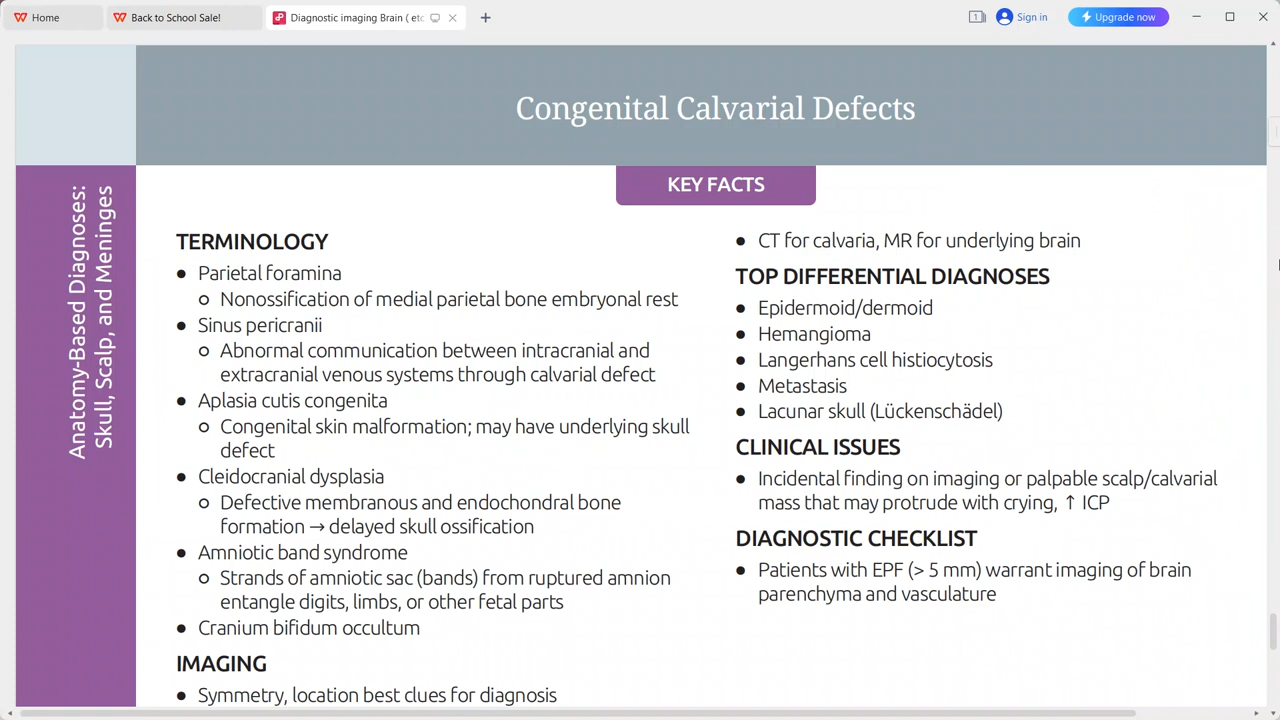 Home
Back to School Sale!
Diagnostic imaging Brain ( etc
1
Sign in
Upgrade now
Congenital Calvarial Defects
Anatomy-Based Diagnoses:
Skull, Scalp, and Meninges
KEY FACTS
TERMINOLOGY
● Parietal foramina
○ Nonossification of medial parietal bone embryonal rest
● Sinus pericranii
○ Abnormal communication between intracranial and
extracranial venous systems through calvarial defect
● Aplasia cutis congenita
○ Congenital skin malformation; may have underlying skull
defect
● Cleidocranial dysplasia
○ Defective membranous and endochondral bone
formation → delayed skull ossification
● Amniotic band syndrome
○ Strands of amniotic sac (bands) from ruptured amnion
entangle digits, limbs, or other fetal parts
● Cranium bifidum occultum
IMAGING
● Symmetry, location best clues for diagnosis
● CT for calvaria, MR for underlying brain
TOP DIFFERENTIAL DIAGNOSES
● Epidermoid/dermoid
● Hemangioma
● Langerhans cell histiocytosis
● Metastasis
● Lacunar skull (Lückenschädel)
CLINICAL ISSUES
● Incidental finding on imaging or palpable scalp/calvarial
mass that may protrude with crying, ↑ ICP
DIAGNOSTIC CHECKLIST
● Patients with EPF (> 5 mm) warrant imaging of brain
parenchyma and vasculature